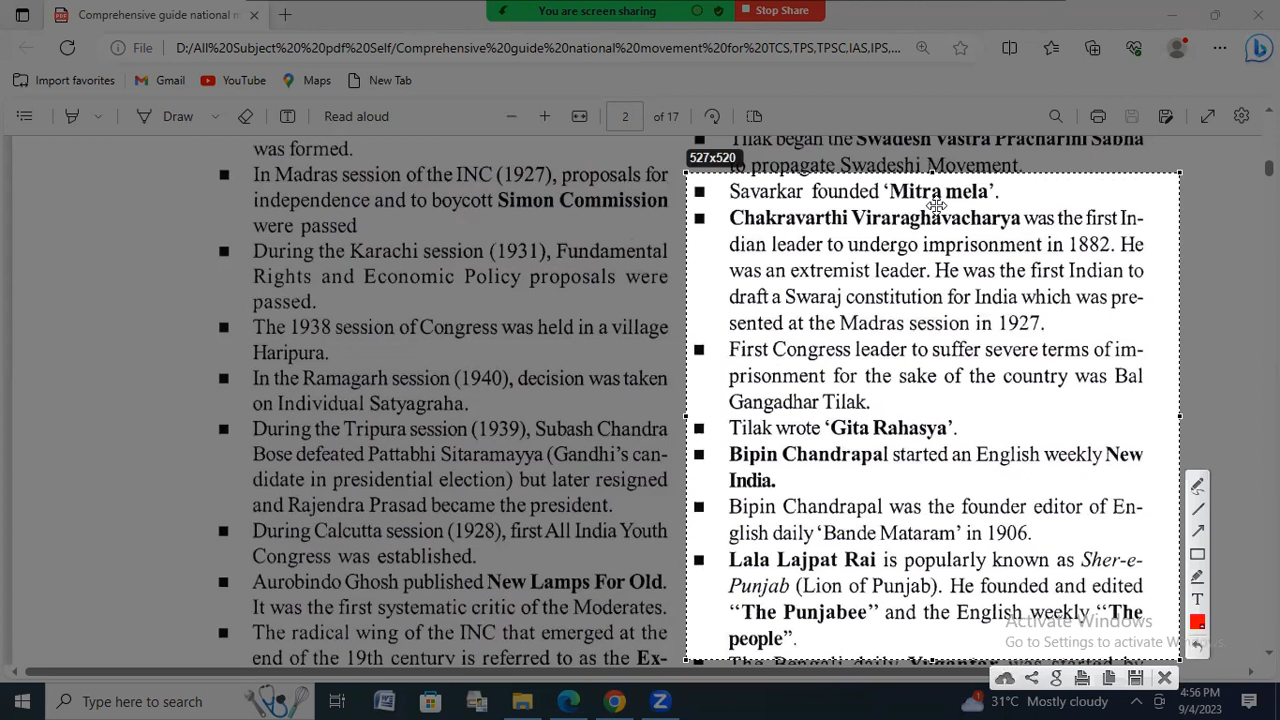 Comprehensive guide national m
You are screen sharing
Stop Share
File
D:/All%20Subject%20%20pdf%20Self/Comprehensive%20guide%20national%20movement%20for%20TCS,TPS,TPSC,IAS,IPS,...
Import favorites
Gmail
YouTube
Maps
New Tab
Draw
Read aloud
2
of 17
was formed.
■ In Madras session of the INC (1927), proposals for
independence and to boycott Simon Commission
were passed
■ During the Karachi session (1931), Fundamental
Rights and Economic Policy proposals were
passed.
■ The 1938 session of Congress was held in a village
Haripura.
■ In the Ramagarh session (1940), decision was taken
on Individual Satyagraha.
■ During the Tripura session (1939), Subash Chandra
Bose defeated Pattabhi Sitaramayya (Gandhi's can-
didate in presidential election) but later resigned
and Rajendra Prasad became the president.
■ During Calcutta session (1928), first All India Youth
Congress was established.
■ Aurobindo Ghosh published New Lamps For Old.
It was the first systematic critic of the Moderates.
■ The radical wing of the INC that emerged at the
end of the 19th century is referred to as the Ex-
■ Tilak began the Swadesh Vastra Pracharini Sabha
527x520
to propagate Swadeshi Movement.
■ Savarkar founded ‘Mitra mela’.
■ Chakravarthi Viraraghavacharya was the first In-
dian leader to undergo imprisonment in 1882. He
was an extremist leader. He was the first Indian to
draft a Swaraj constitution for India which was pre-
sented at the Madras session in 1927.
■ First Congress leader to suffer severe terms of im-
prisonment for the sake of the country was Bal
Gangadhar Tilak.
■ Tilak wrote ‘Gita Rahasya’.
■ Bipin Chandrapal started an English weekly New
India.
■ Bipin Chandrapal was the founder editor of En-
glish daily ‘Bande Mataram’ in 1906.
■ Lala Lajpat Rai is popularly known as Sher-e-
Punjab (Lion of Punjab). He founded and edited
“The Punjabee” and the English weekly “The
people”.
■ The Bengali daily Yugantar was started by
Activate Windows
Go to Settings to activate Windows.
Type here to search
31°C Mostly cloudy
4:56 PM
9/4/2023